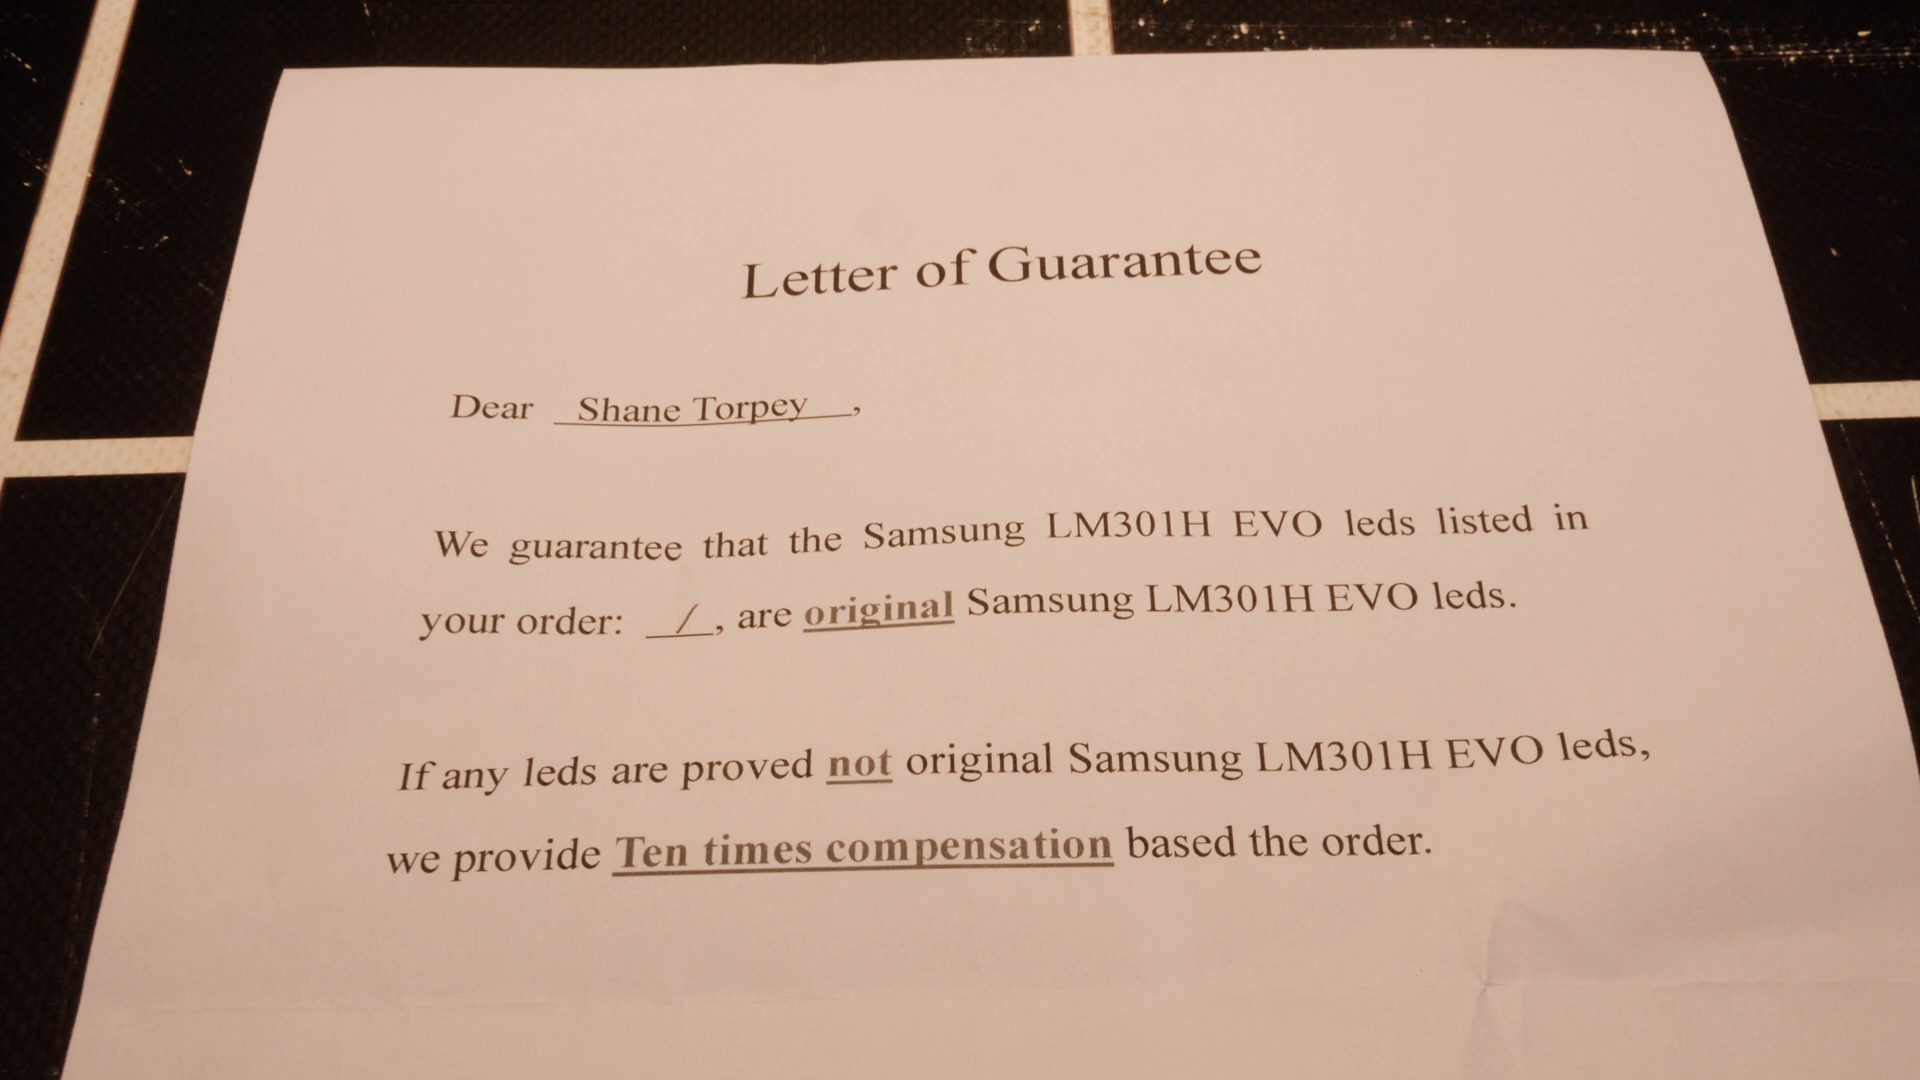 Letter of Guarantee
Dear Shane Torpey,
We guarantee that the Samsung LM301H EVO leds listed in
your order: /, are original Samsung LM301H EVO leds.
If any leds are proved not original Samsung LM301H EVO leds,
we provide Ten times compensation based the order.